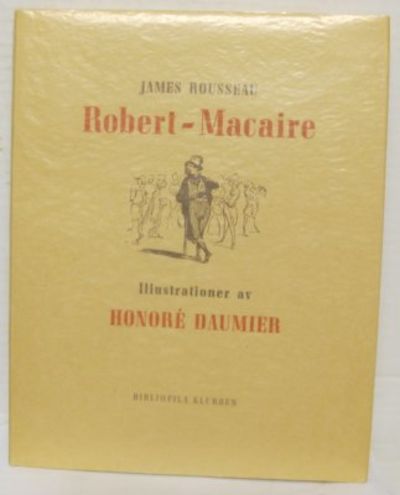 JAMES ROUSSEAU
Robert-Macaire
Illustrationer av
HONORÉ DAUMIER
BIBLIOFILA KLUBBEN